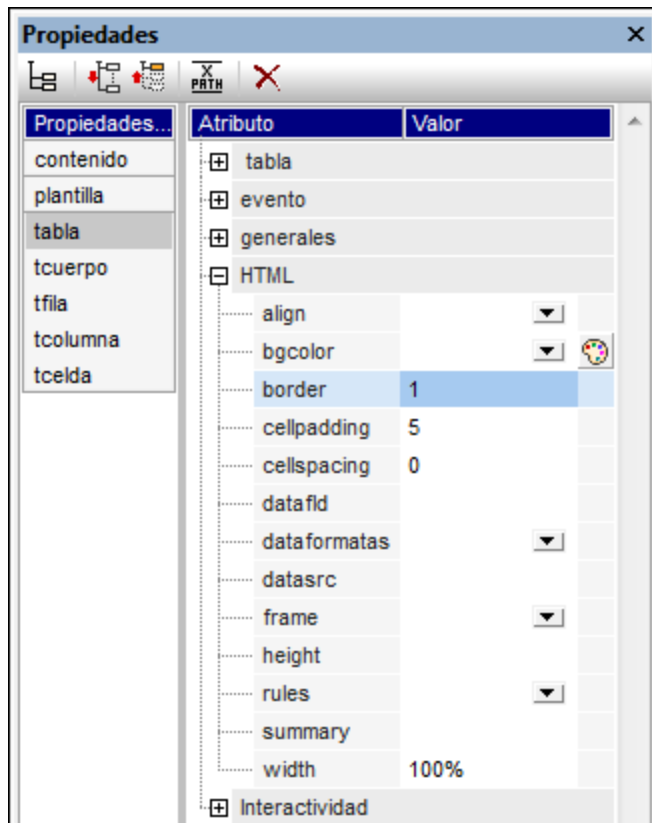 Propiedades
X PATH
Propiedades...
contenido
plantilla
tabla
tcuerpo
tfila
tcolumna
tcelda
Atributo Valor
tabla
evento
generales
HTML
align
bgcolor
border 1
cellpadding 5
cellspacing 0
datafld
dataformatas
datasrc
frame
height
rules
summary
width 100%
Interactividad